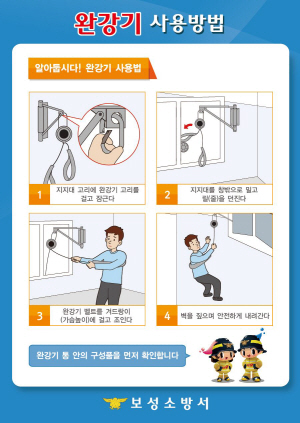 완강기 사용방법
알아둡시다! 완강기 사용법
1
지지대 고리에 완강기 고리를
걸고 잠근다
2
지지대를 창밖으로 밀고
릴(줄)을 던진다
3
완강기 벨트를 겨드랑이
(가슴높이)에 걸고 조인다
4
벽을 짚으며 안전하게 내려간다
완강기 통 안의 구성품을 먼저 확인합니다
보성소방서